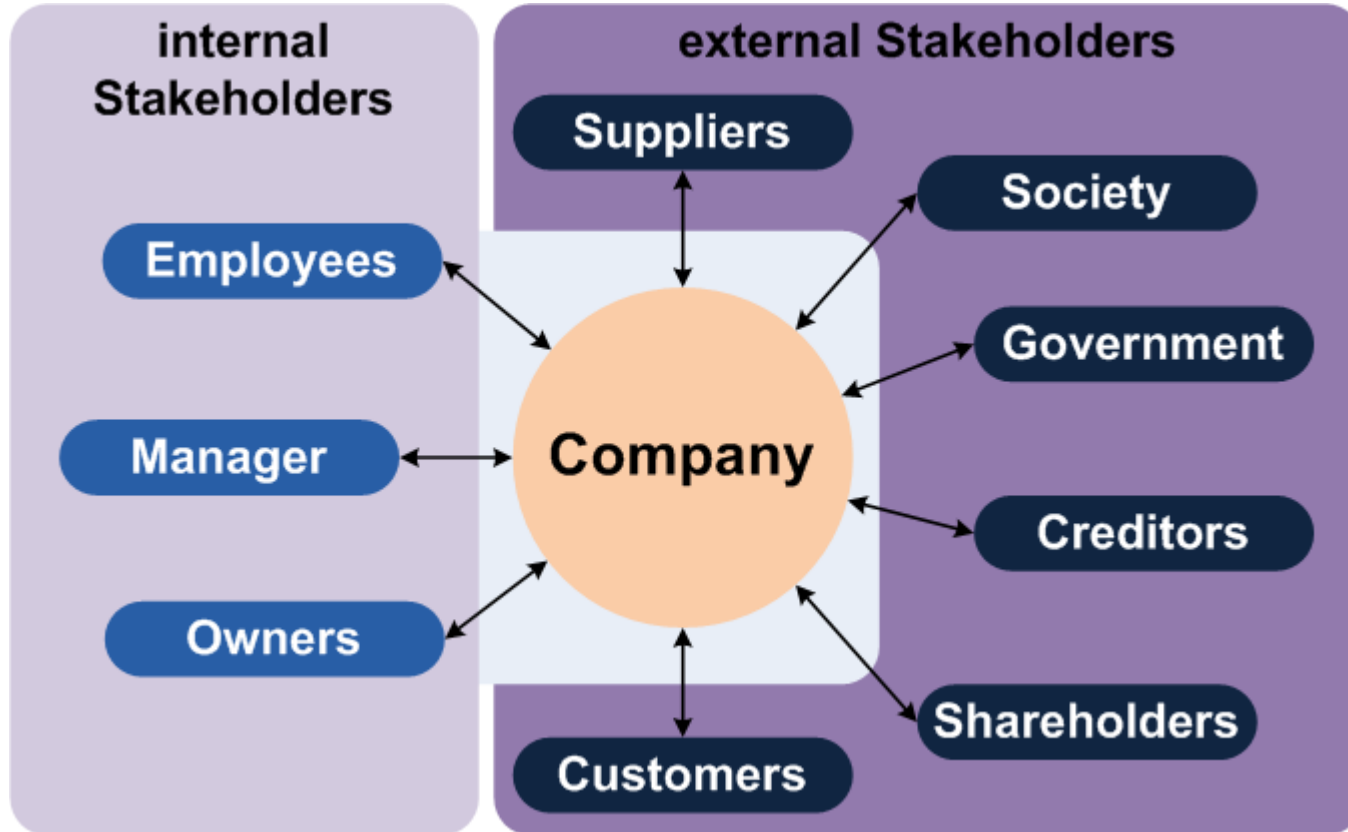 internal
Stakeholders
external Stakeholders
Suppliers
Society
Employees
Government
Manager
Company
Creditors
Owners
Shareholders
Customers